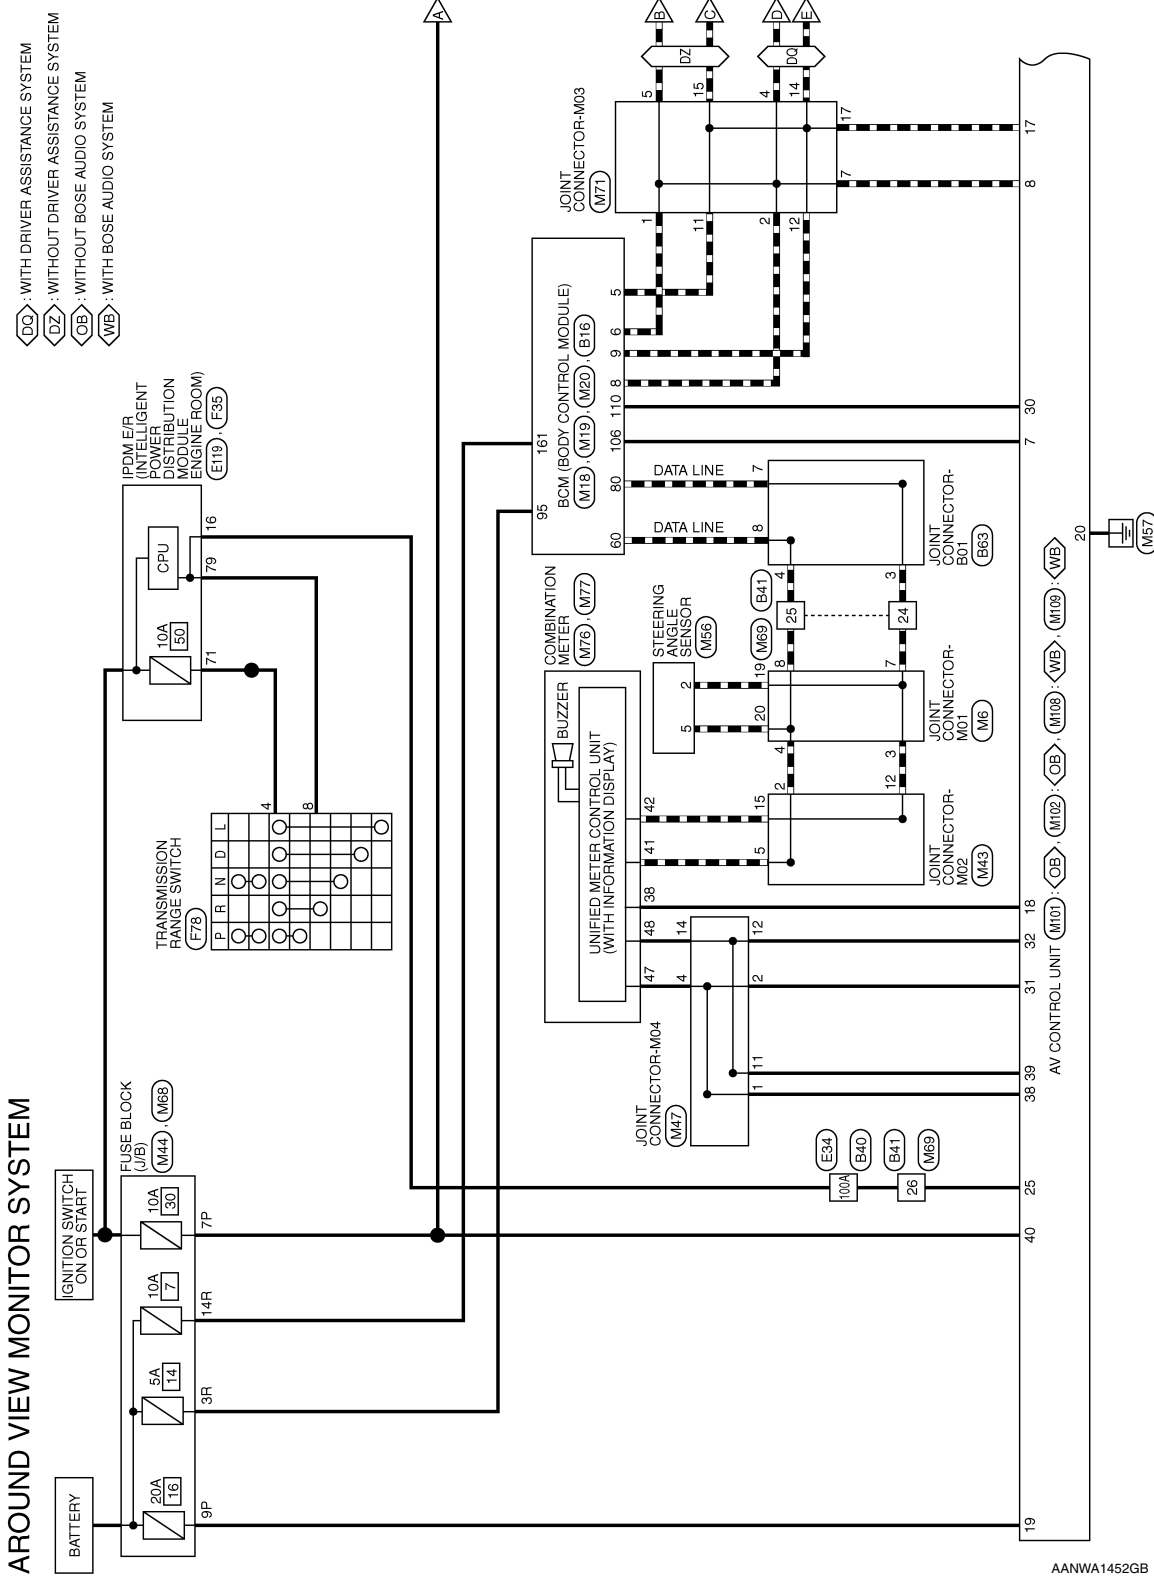 AROUND VIEW MONITOR SYSTEM
DQ : WITH DRIVER ASSISTANCE SYSTEM
DZ : WITHOUT DRIVER ASSISTANCE SYSTEM
OB : WITHOUT BOSE AUDIO SYSTEM
WB : WITH BOSE AUDIO SYSTEM
BATTERY
IGNITION SWITCH
ON OR START
FUSE BLOCK
(J/B)
M44 , M68
20A
16
5A
14
10A
7
10A
30
9P
3R
14R
7P
IPDM E/R
(INTELLIGENT
POWER
DISTRIBUTION
MODULE
ENGINE ROOM)
E119 , F35
10A
50
CPU
71
79
16
TRANSMISSION
RANGE SWITCH
F78
P
R
N
D
L
4
8
A
BCM (BODY CONTROL MODULE)
M18 , M19 , M20 , B16
95
161
60
80
106
110
8
9
6
5
DATA LINE
DATA LINE
JOINT
CONNECTOR-M03
M71
1
11
2
12
5
15
4
14
7
17
DZ
DQ
B
C
D
E
COMBINATION
METER
M76 , M77
BUZZER
UNIFIED METER CONTROL UNIT
(WITH INFORMATION DISPLAY)
47
48
38
41
42
STEERING
ANGLE
SENSOR
M56
5
2
JOINT
CONNECTOR-
B01
B63
8
7
4
3
M69
B41
25
24
JOINT
CONNECTOR-
M01
M6
20
19
8
7
4
3
JOINT
CONNECTOR-
M02
M43
5
15
2
12
JOINT
CONNECTOR-M04
M47
4
14
1
11
2
12
E34
B40
B41
M69
100A
26
19
40
25
38
39
31
32
18
7
30
8
17
20
AV CONTROL UNIT M101 : OB , M102 : OB , M108 : WB , M109 : WB
M57
AANWA1452GB